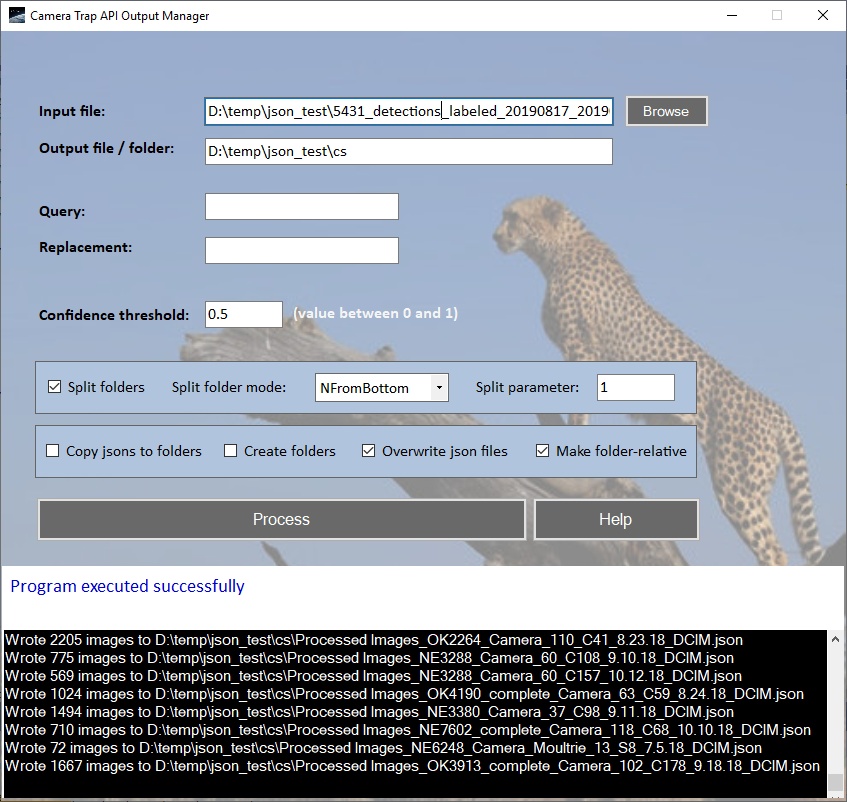 Camera Trap API Output Manager
Input file: D:\temp\json_test\5431_detections_labeled_20190817_2019 Browse
Output file / folder: D:\temp\json_test\cs
Query:
Replacement:
Confidence threshold: 0.5 (value between 0 and 1)
Split folders Split folder mode: NFromBottom Split parameter: 1
Copy jsons to folders Create folders Overwrite json files Make folder-relative
Process Help
Program executed successfully
Wrote 2205 images to D:\temp\json_test\cs\Processed Images_OK2264_Camera_110_C41_8.23.18_DCIM.json
Wrote 775 images to D:\temp\json_test\cs\Processed Images_NE3288_Camera_60_C108_9.10.18_DCIM.json
Wrote 569 images to D:\temp\json_test\cs\Processed Images_NE3288_Camera_60_C157_10.12.18_DCIM.json
Wrote 1024 images to D:\temp\json_test\cs\Processed Images_OK4190_complete_Camera_63_C59_8.24.18_DCIM.json
Wrote 1494 images to D:\temp\json_test\cs\Processed Images_NE3380_Camera_37_C98_9.11.18_DCIM.json
Wrote 710 images to D:\temp\json_test\cs\Processed Images_NE7602_complete_Camera_118_C68_10.10.18_DCIM.json
Wrote 72 images to D:\temp\json_test\cs\Processed Images_NE6248_Camera_Moultrie_13_S8_7.5.18_DCIM.json
Wrote 1667 images to D:\temp\json_test\cs\Processed Images_OK3913_complete_Camera_102_C178_9.18.18_DCIM.json